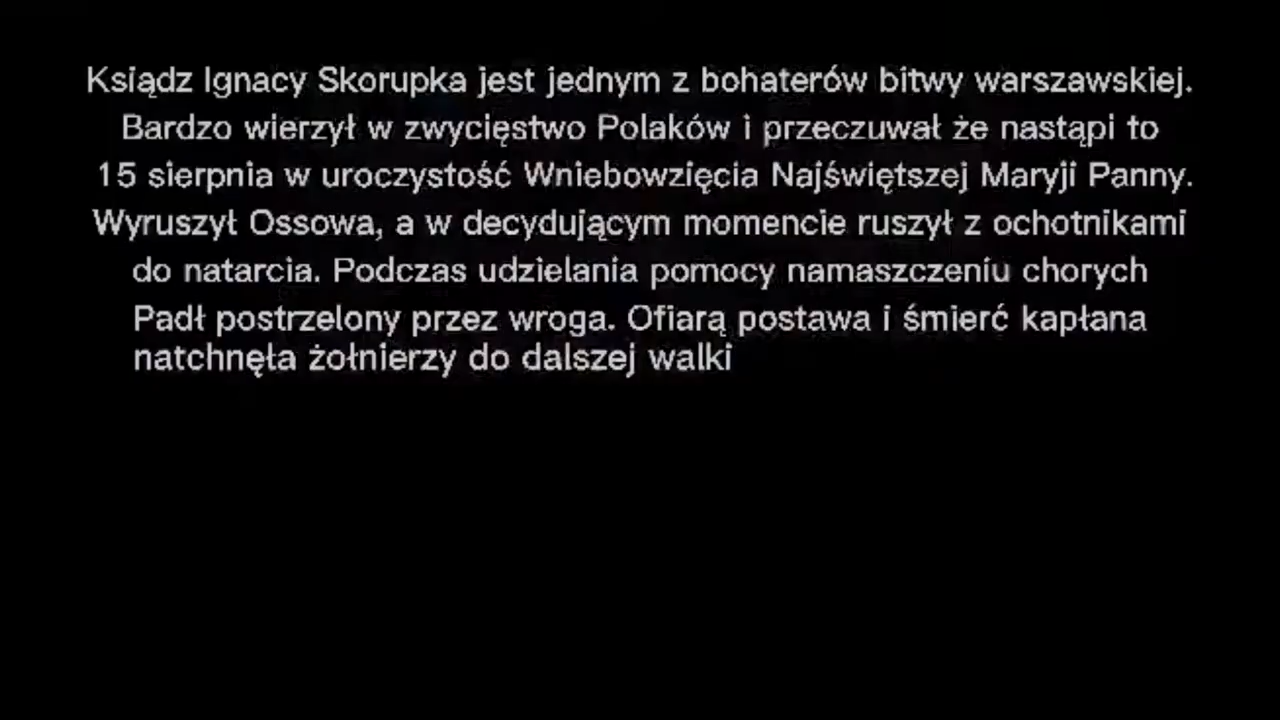 Ksiądz Ignacy Skorupka jest jednym z bohaterów bitwy warszawskiej.
Bardzo wierzył w zwycięstwo Polaków i przeczuwał że nastąpi to
15 sierpnia w uroczystość Wniebowzięcia Najświętszej Maryji Panny.
Wyruszył Ossowa, a w decydującym momencie ruszył z ochotnikami
do natarcia. Podczas udzielania pomocy namaszczeniu chorych
Padł postrzelony przez wroga. Ofiarą postawa i śmierć kapłana
natchnęła żołnierzy do dalszej walki